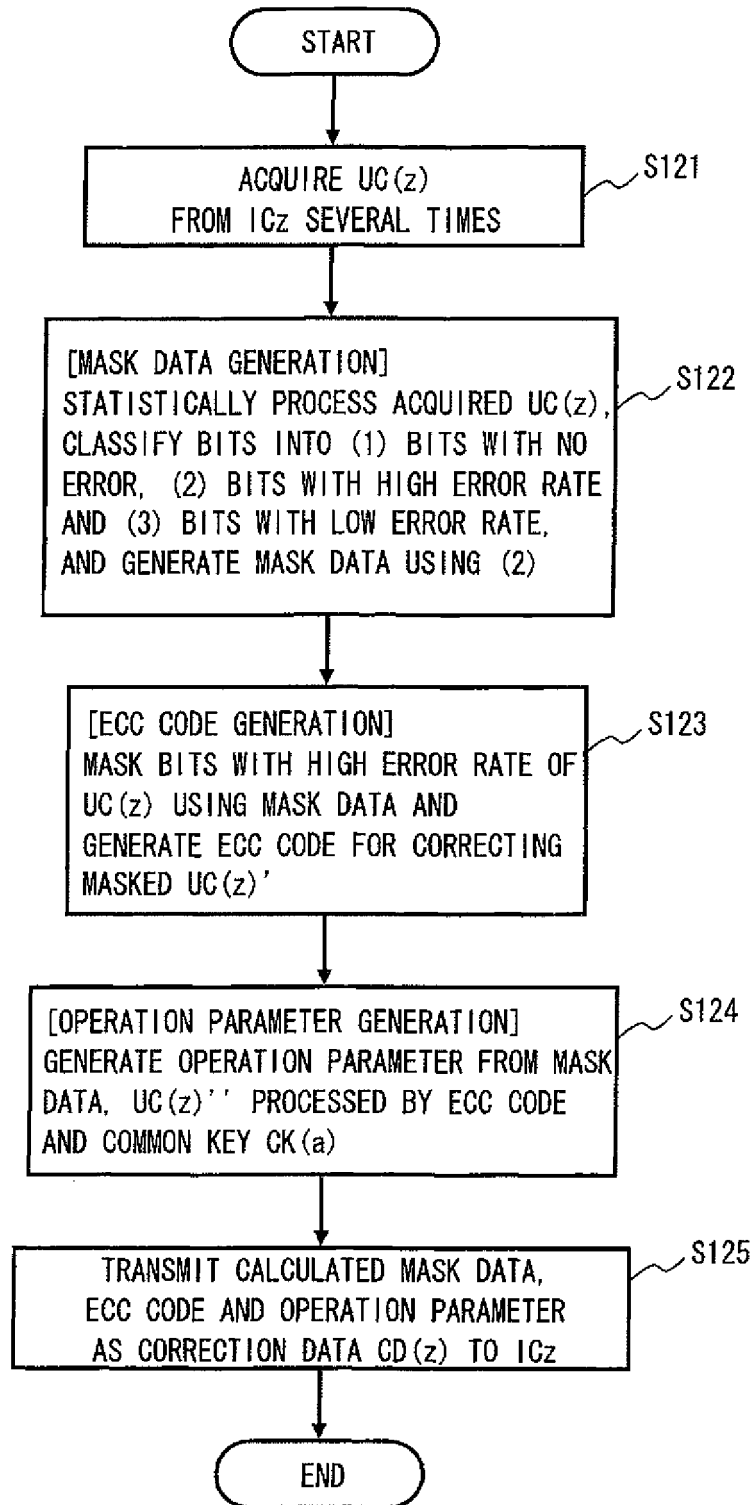 START
ACQUIRE UC(z)
FROM ICz SEVERAL TIMES
S121
[MASK DATA GENERATION]
STATISTICALLY PROCESS ACQUIRED UC(z),
CLASSIFY BITS INTO (1) BITS WITH NO
ERROR, (2) BITS WITH HIGH ERROR RATE
AND (3) BITS WITH LOW ERROR RATE,
AND GENERATE MASK DATA USING (2)
S122
[ECC CODE GENERATION]
MASK BITS WITH HIGH ERROR RATE OF
UC(z) USING MASK DATA AND
GENERATE ECC CODE FOR CORRECTING
MASKED UC(z)'
S123
[OPERATION PARAMETER GENERATION]
GENERATE OPERATION PARAMETER FROM MASK
DATA, UC(z)'' PROCESSED BY ECC CODE
AND COMMON KEY CK(a)
S124
TRANSMIT CALCULATED MASK DATA,
ECC CODE AND OPERATION PARAMETER
AS CORRECTION DATA CD(z) TO ICz
S125
END